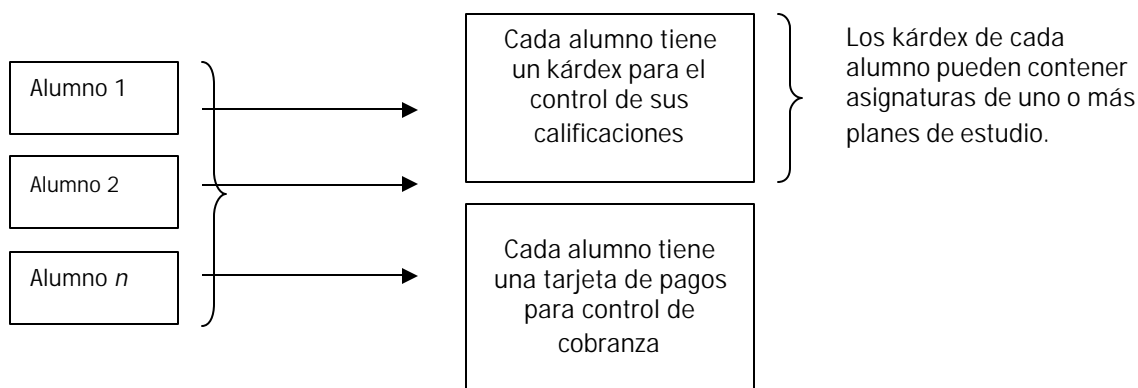 Alumno 1
Alumno 2
Alumno n
Cada alumno tiene
un kárdex para el
control de sus
calificaciones
Cada alumno tiene
una tarjeta de pagos
para control de
cobranza
Los kárdex de cada
alumno pueden contener
asignaturas de uno o más
planes de estudio.